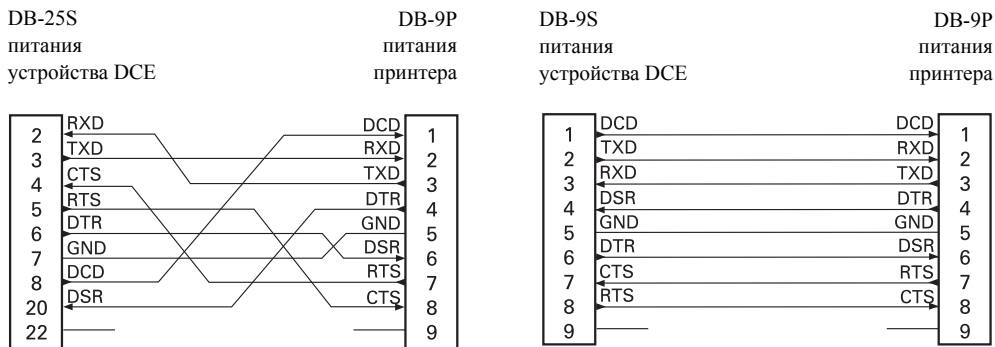 DB-25S
питания
устройства DCE
DB-9P
питания
принтера
2 RXD DCD 1
3 TXD RXD 2
4 CTS TXD 3
5 RTS DTR 4
6 DTR GND 5
7 GND DSR 6
8 DCD RTS 7
20 DSR CTS 8
22 9
DB-9S
питания
устройства DCE
DB-9P
питания
принтера
1 DCD DCD 1
2 TXD RXD 2
3 RXD TXD 3
4 DSR DTR 4
5 GND GND 5
6 DTR DSR 6
7 CTS RTS 7
8 RTS CTS 8
9 9